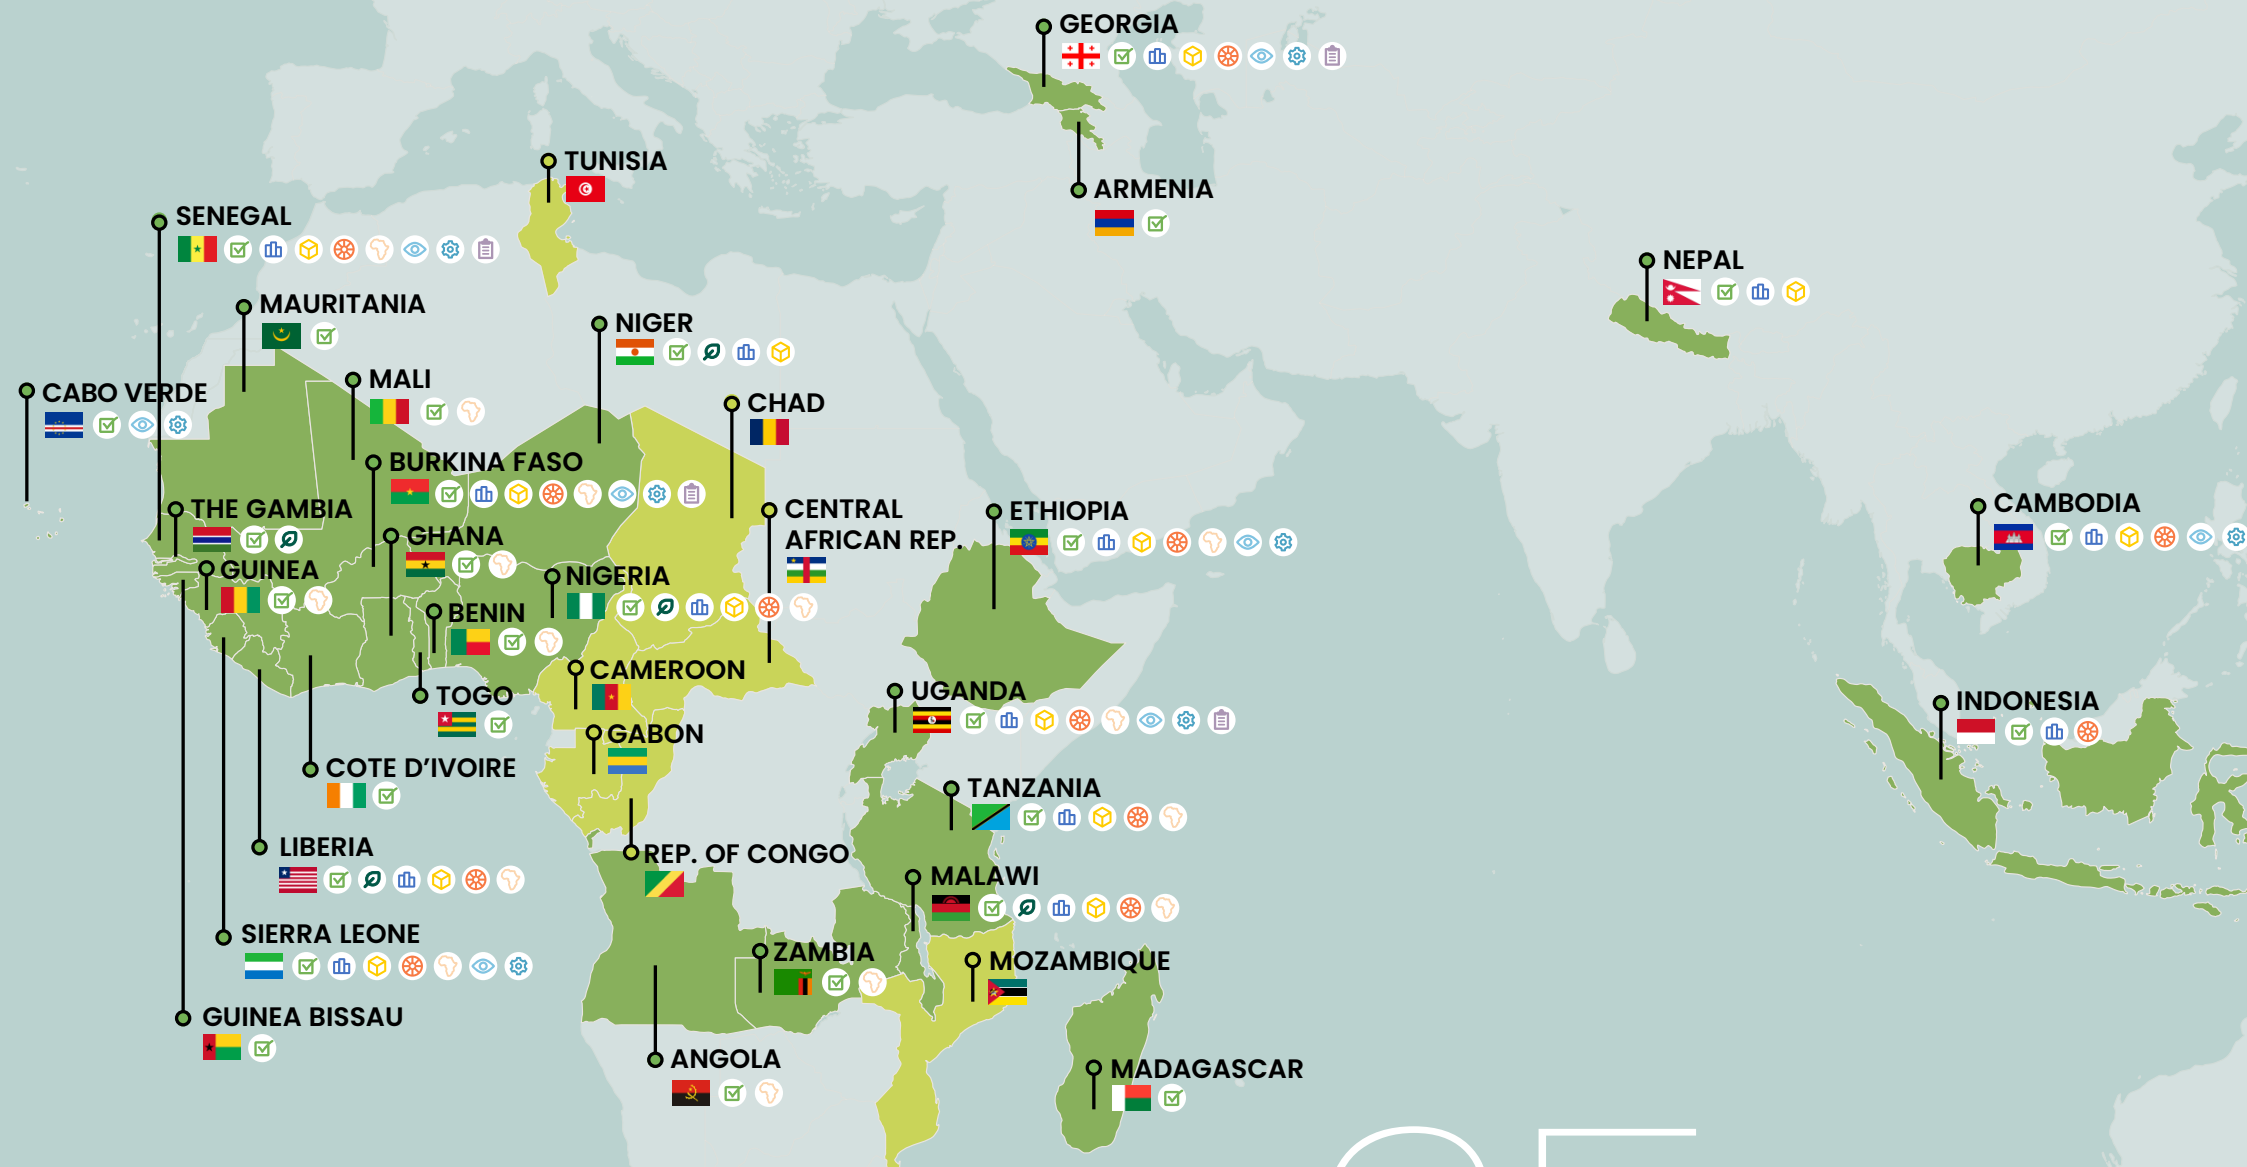 GEORGIA
TUNISIA
ARMENIA
SENEGAL
NEPAL
MAURITANIA
NIGER
MALI
CABO VERDE
CHAD
BURKINA FASO
THE GAMBIA
CENTRAL
AFRICAN REP.
ETHIOPIA
CAMBODIA
GHANA
GUINEA
NIGERIA
BENIN
CAMEROON
TOGO
UGANDA
INDONESIA
GABON
COTE D'IVOIRE
TANZANIA
LIBERIA
REP. OF CONGO
MALAWI
SIERRA LEONE
ZAMBIA
MOZAMBIQUE
GUINEA BISSAU
ANGOLA
MADAGASCAR